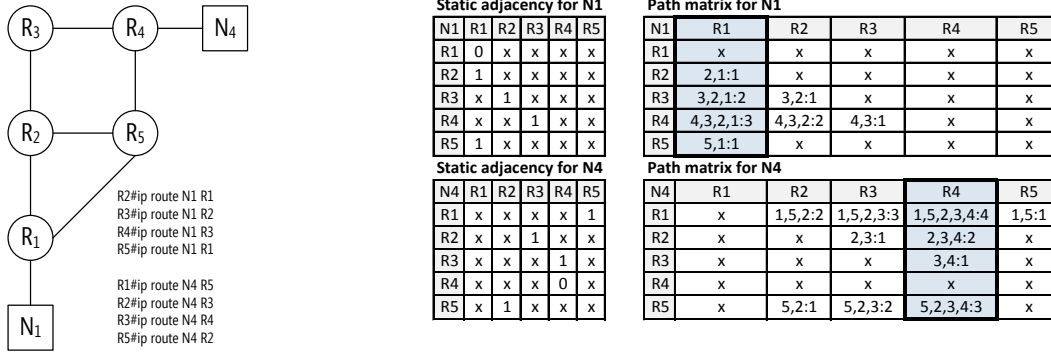 R3
R4
N4
R2
R5
R1
N1
R2#ip route N1 R1
R3#ip route N1 R2
R4#ip route N1 R3
R5#ip route N1 R1
R1#ip route N4 R5
R2#ip route N4 R3
R3#ip route N4 R4
R5#ip route N4 R2
Static adjacency for N1
N1 R1 R2 R3 R4 R5
R1 0 x x x x
R2 1 x x x x
R3 x 1 x x x
R4 x x 1 x x
R5 1 x x x x
Path matrix for N1
N1 R1 R2 R3 R4 R5
R1 x x x x x
R2 2,1:1 x x x x
R3 3,2,1:2 3,2:1 x x x
R4 4,3,2,1:3 4,3,2:2 4,3:1 x x
R5 5,1:1 x x x x
Static adjacency for N4
N4 R1 R2 R3 R4 R5
R1 x x x x 1
R2 x x 1 x x
R3 x x x 1 x
R4 x x x 0 x
R5 x 1 x x x
Path matrix for N4
N4 R1 R2 R3 R4 R5
R1 x 1,5,2:2 1,5,2,3:3 1,5,2,3,4:4 1,5:1
R2 x x 2,3:1 2,3,4:2 x
R3 x x x 3,4:1 x
R4 x x x x x
R5 x 5,2:1 5,2,3:2 5,2,3,4:3 x